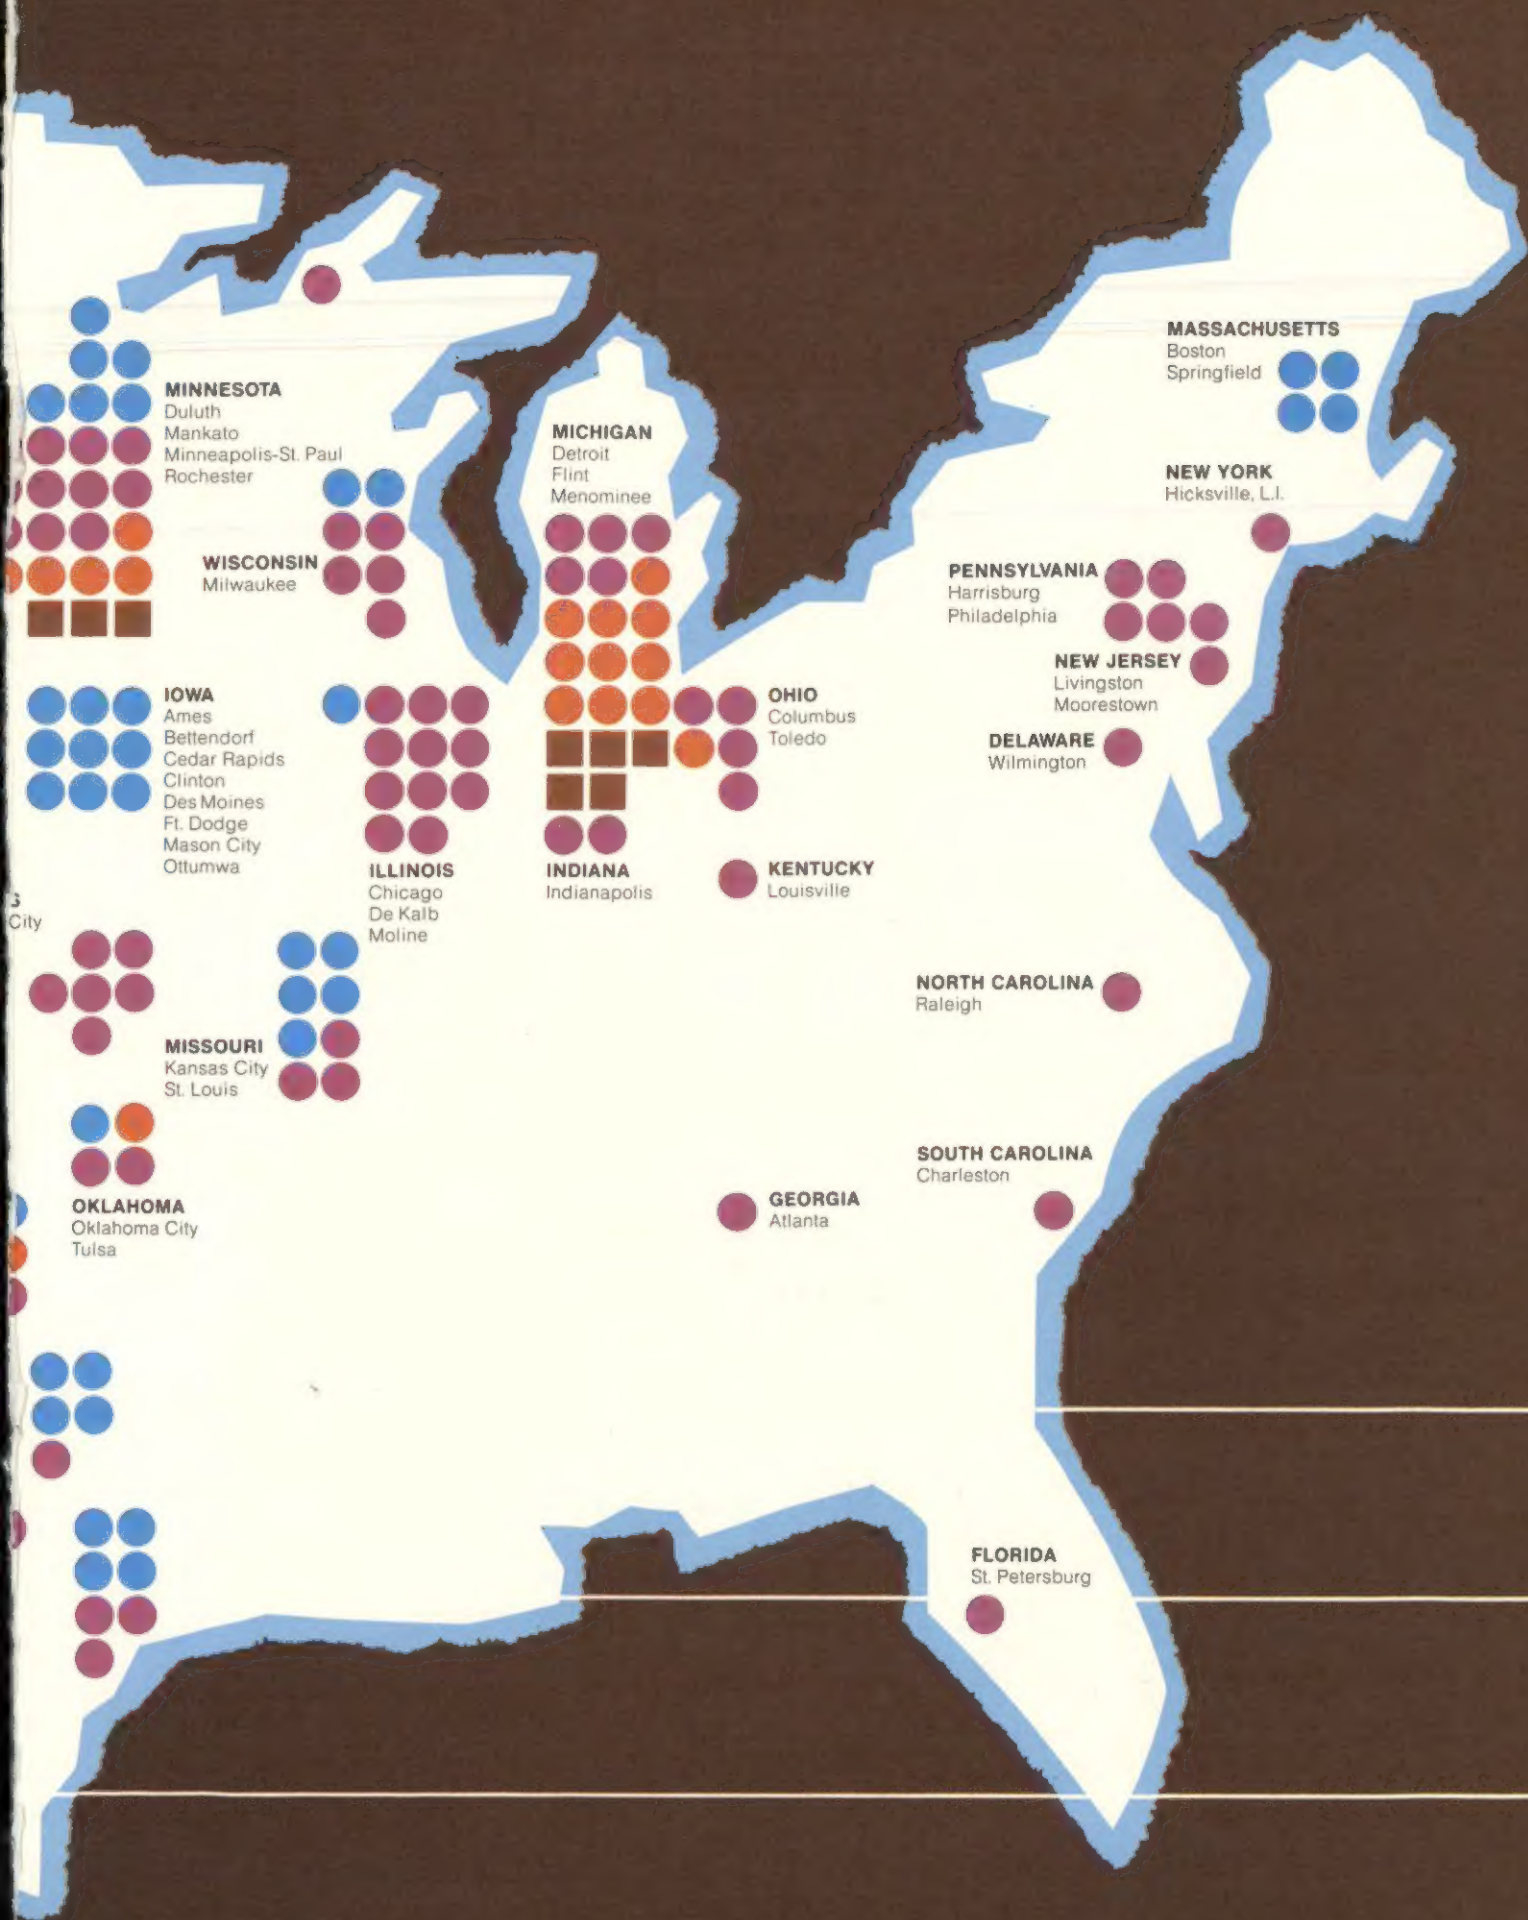 MINNESOTA
Duluth
Mankato
Minneapolis-St. Paul
Rochester
WISCONSIN
Milwaukee
MICHIGAN
Detroit
Flint
Menominee
MASSACHUSETTS
Boston
Springfield
NEW YORK
Hicksville, L.I.
PENNSYLVANIA
Harrisburg
Philadelphia
NEW JERSEY
Livingston
Moorestown
DELAWARE
Wilmington
IOWA
Ames
Bettendorf
Cedar Rapids
Clinton
Des Moines
Ft. Dodge
Mason City
Ottumwa
ILLINOIS
Chicago
De Kalb
Moline
INDIANA
Indianapolis
OHIO
Columbus
Toledo
KENTUCKY
Louisville
City
MISSOURI
Kansas City
St. Louis
NORTH CAROLINA
Raleigh
SOUTH CAROLINA
Charleston
GEORGIA
Atlanta
OKLAHOMA
Oklahoma City
Tulsa
FLORIDA
St. Petersburg